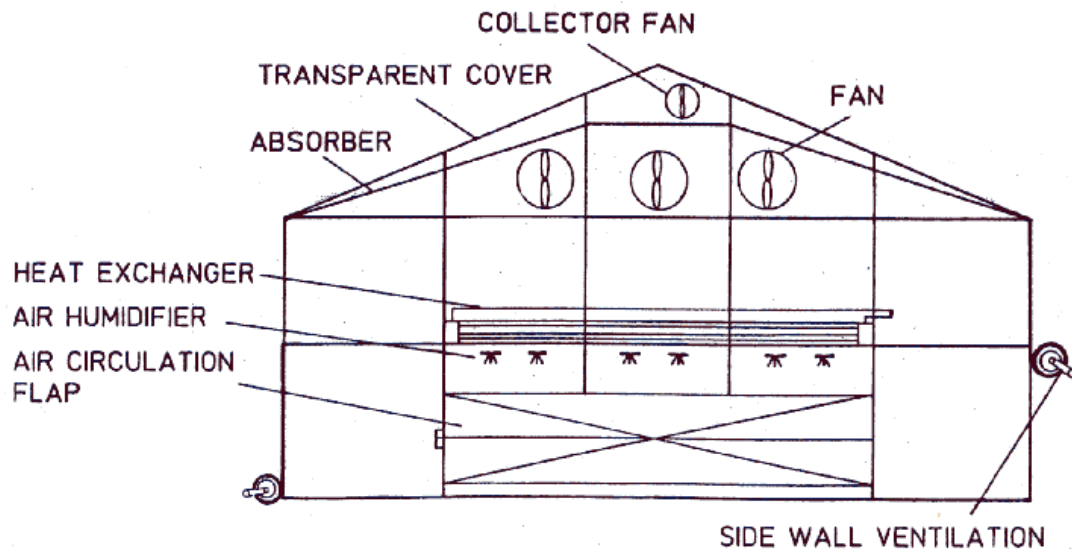 COLLECTOR FAN
TRANSPARENT COVER
FAN
ABSORBER
HEAT EXCHANGER
AIR HUMIDIFIER
AIR CIRCULATION
FLAP
SIDE WALL VENTILATION